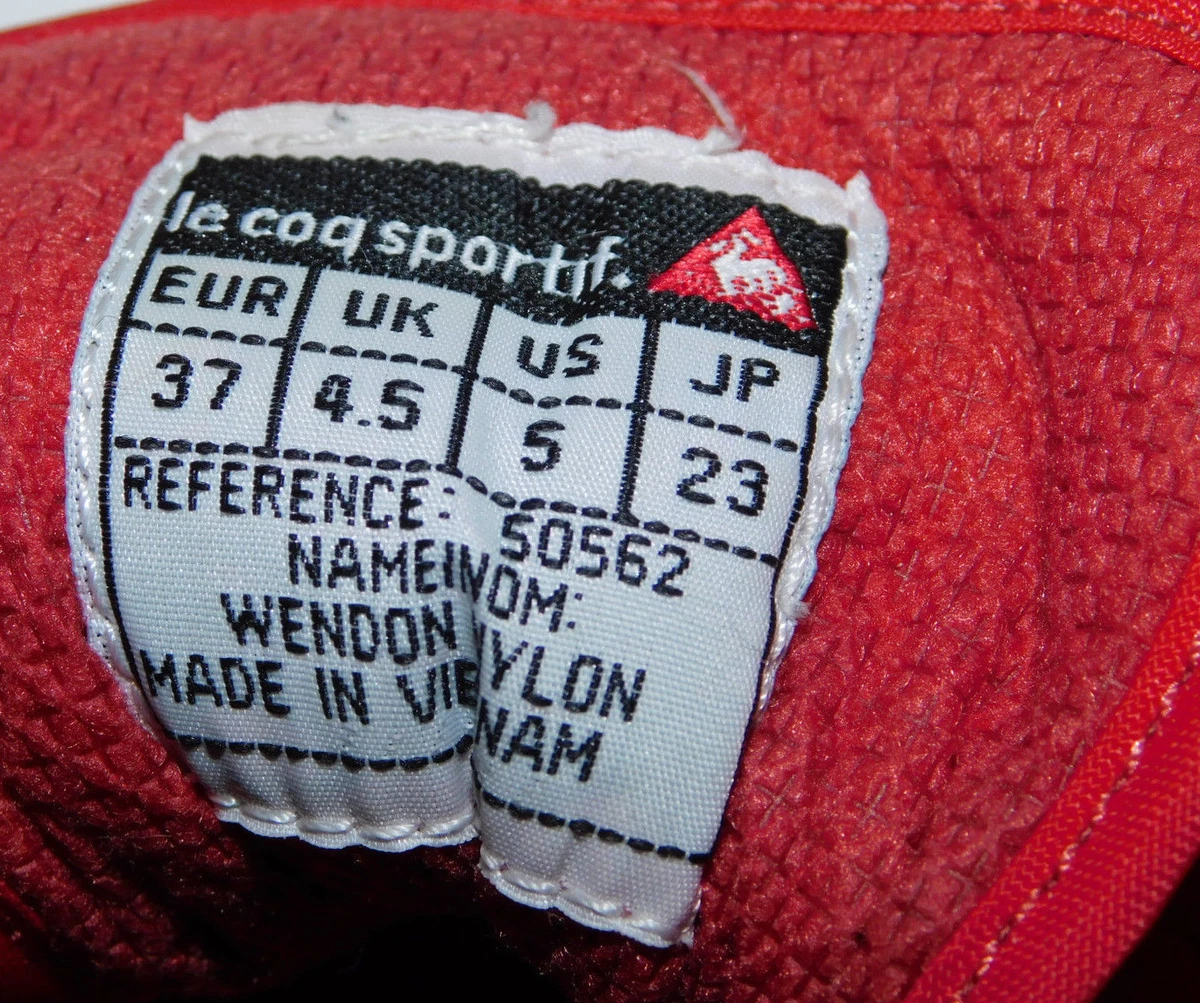 le coq sportif.
EUR UK US JP
37 4.5 5 23
REFERENCE: 50562
NAME/NOM:
WENDON NYLON
MADE IN VIETNAM